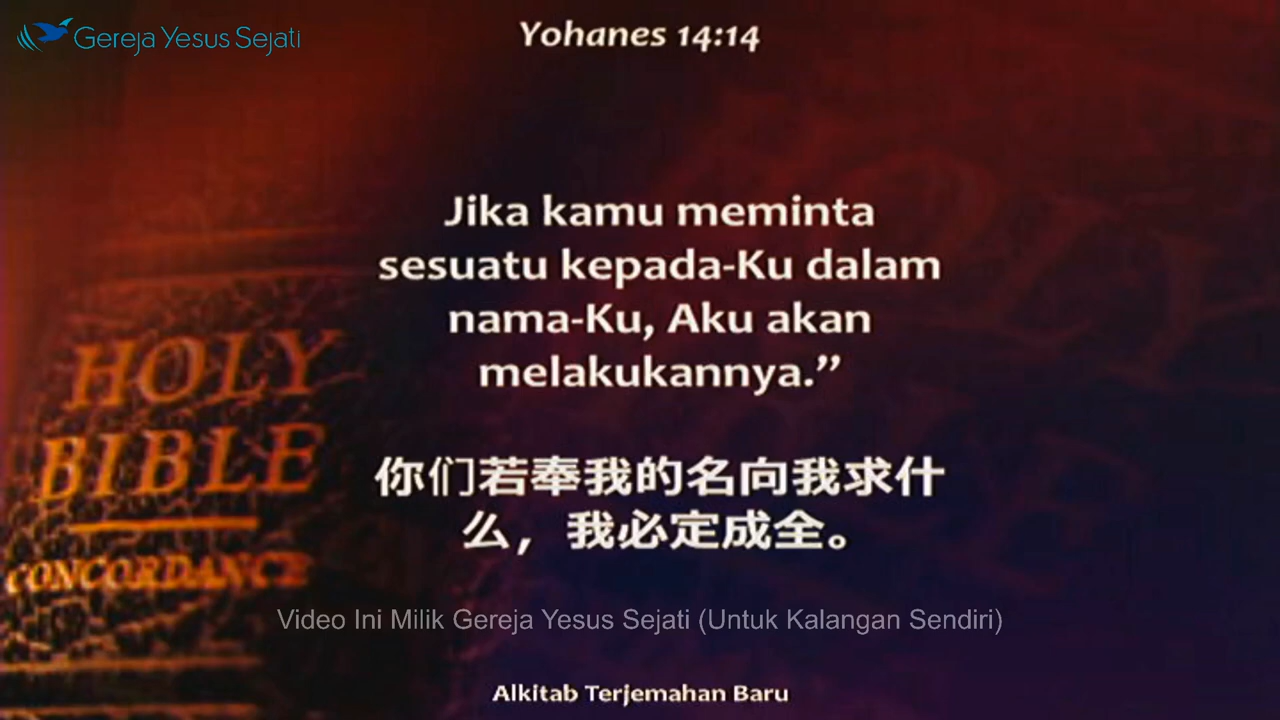 Gereja Yesus Sejati
Yohanes 14:14
Jika kamu meminta
sesuatu kepada-Ku dalam
nama-Ku, Aku akan
melakukannya.”
你们若奉我的名向我求什
么，我必定成全。
HOLY
BIBLE
CONCORDANCE
Video Ini Milik Gereja Yesus Sejati (Untuk Kalangan Sendiri)
Alkitab Terjemahan Baru